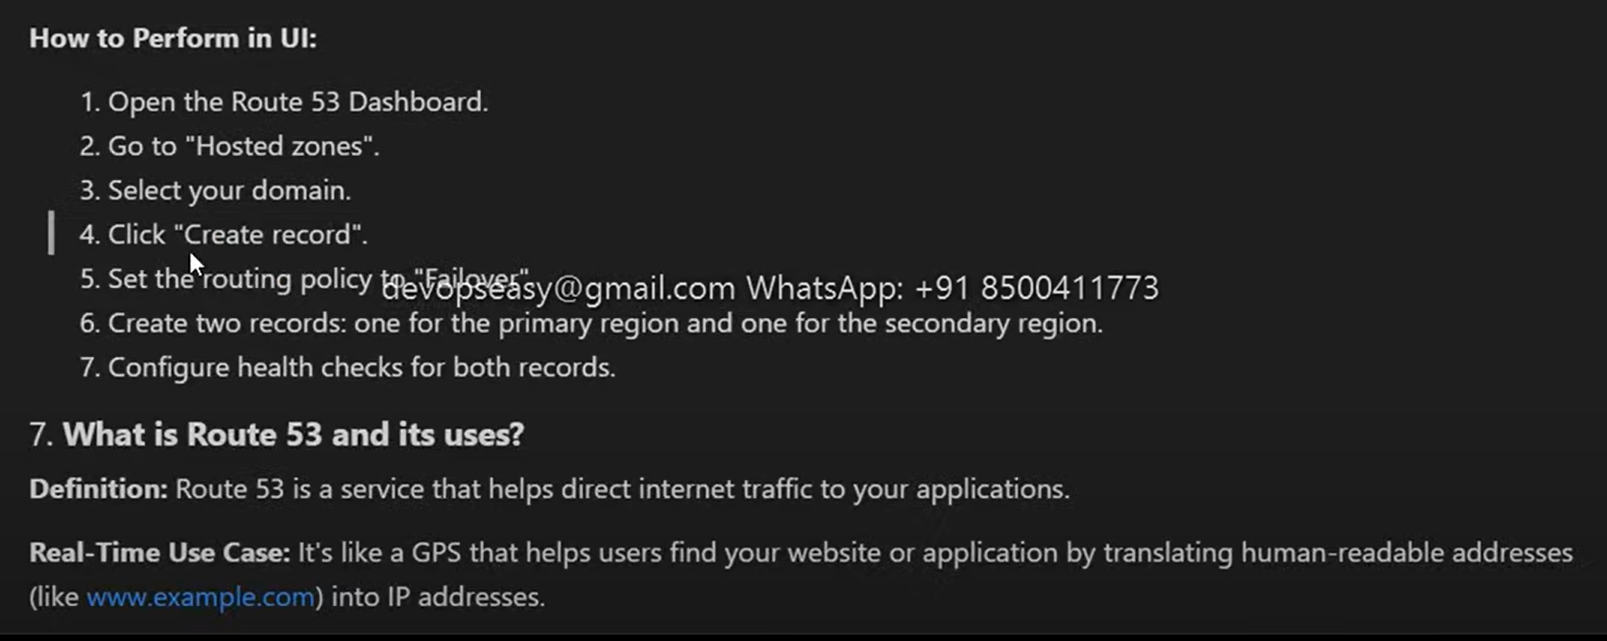 How to Perform in UI:
1. Open the Route 53 Dashboard.
2. Go to "Hosted zones".
3. Select your domain.
4. Click "Create record".
5. Set the routing policy to "Failover".
devopseasy@gmail.com WhatsApp: +91 8500411773
6. Create two records: one for the primary region and one for the secondary region.
7. Configure health checks for both records.
7. What is Route 53 and its uses?
Definition: Route 53 is a service that helps direct internet traffic to your applications.
Real-Time Use Case: It's like a GPS that helps users find your website or application by translating human-readable addresses
(like www.example.com) into IP addresses.